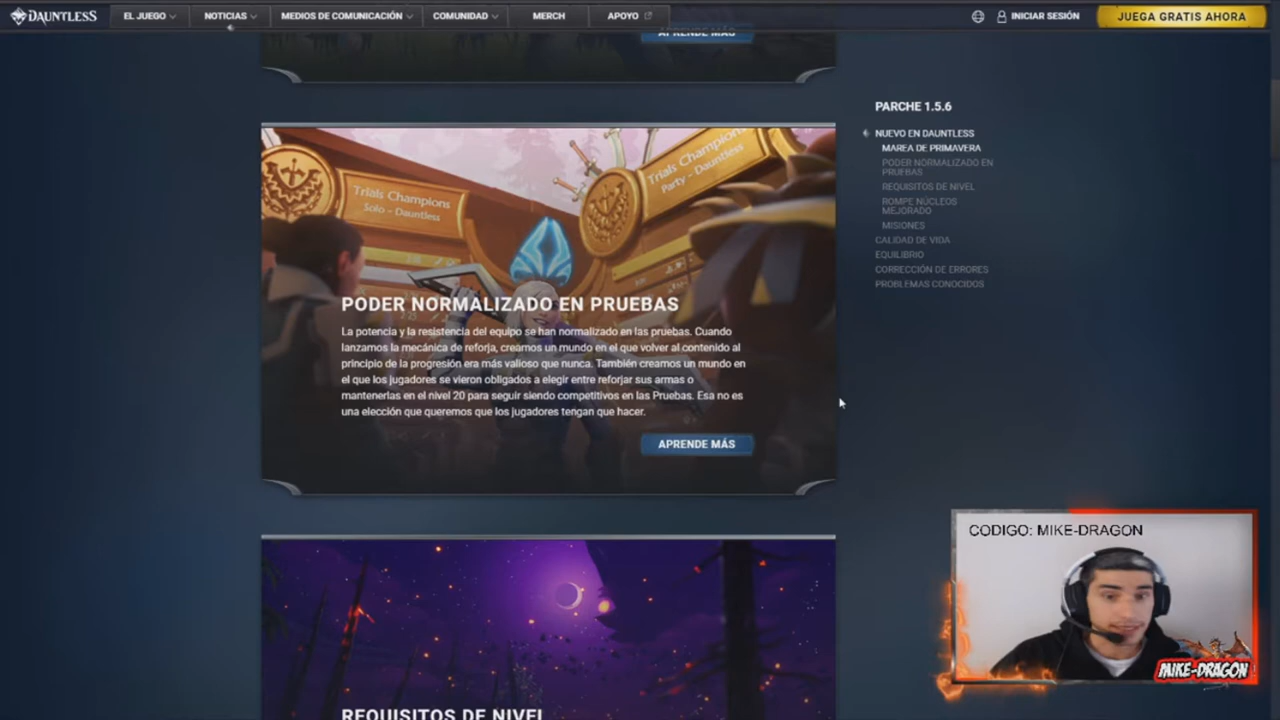 DAUNTLESS
EL JUEGO
NOTICIAS
MEDIOS DE COMUNICACIÓN
COMUNIDAD
MERCH
APOYO
INICIAR SESIÓN
JUEGA GRATIS AHORA
APRENDE MÁS
Trials Champions
Solo - Dauntless
Trials Champions
Party - Dauntless
PODER NORMALIZADO EN PRUEBAS
La potencia y la resistencia del equipo se han normalizado en las pruebas. Cuando
lanzamos la mecánica de reforja, creamos un mundo en el que volver al contenido al
principio de la progresión era más valioso que nunca. También creamos un mundo en
el que los jugadores se vieron obligados a elegir entre reforjar sus armas o
mantenerlas en el nivel 20 para seguir siendo competitivos en las Pruebas. Esa no es
una elección que queremos que los jugadores tengan que hacer.
APRENDE MÁS
REQUISITOS DE NIVEL
PARCHE 1.5.6
NUEVO EN DAUNTLESS
MAREA DE PRIMAVERA
PODER NORMALIZADO EN
PRUEBAS
REQUISITOS DE NIVEL
ROMPE NÚCLEOS
MEJORADO
MISIONES
CALIDAD DE VIDA
EQUILIBRIO
CORRECCIÓN DE ERRORES
PROBLEMAS CONOCIDOS
CODIGO: MIKE-DRAGON
MIKE-DRAGON